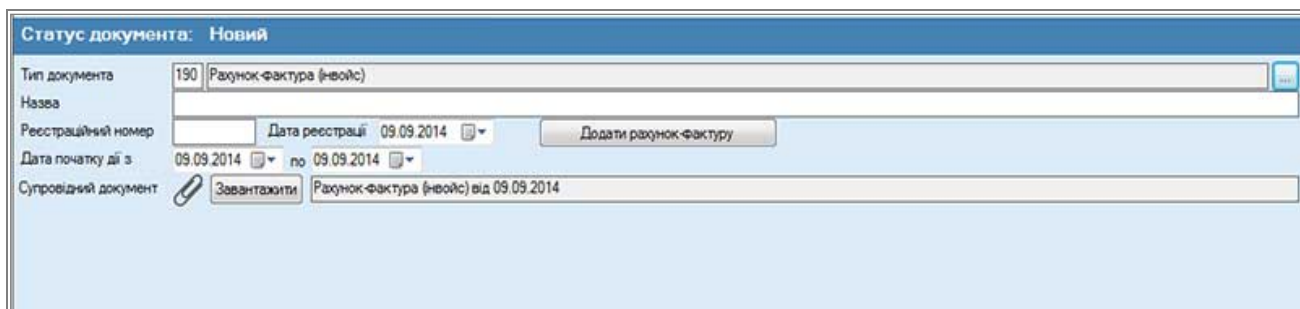 Статус документа: Новий
Тип документа 190 Рахунок-фактура (інвойс) ...
Назва
Реєстраційний номер Дата реєстрації 09.09.2014 Додати рахунок-фактуру
Дата початку дії з 09.09.2014 по 09.09.2014
Супровідний документ Завантажити Рахунок-фактура (інвойс) від 09.09.2014